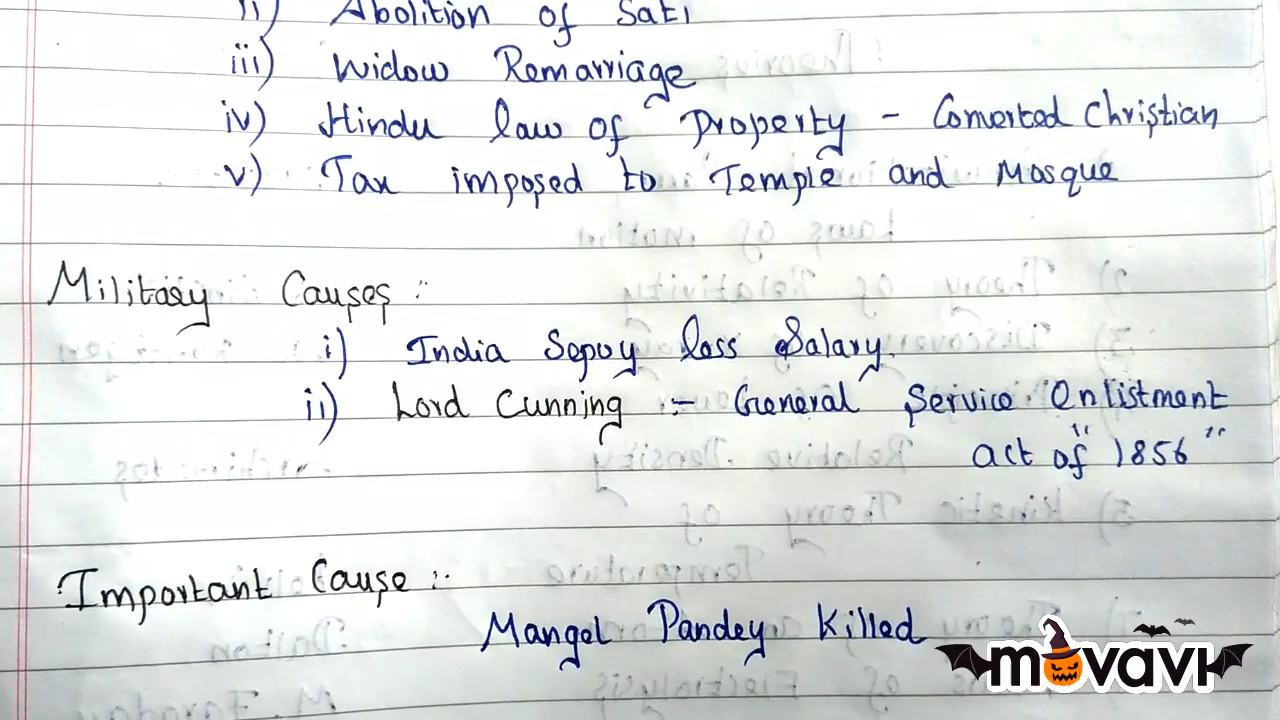 ii) Abolition of Sati
iii) Widow Remarriage
iv) Hindu law of Property - Converted Christian
v) Tax imposed to Temple and Mosque
Military Causes :-
i) India Sepoy less Salary.
ii) Lord Cunning :- General Service Enlistment
act of "1856"
Important Cause :-
Mangel Pandey Killed
movavi